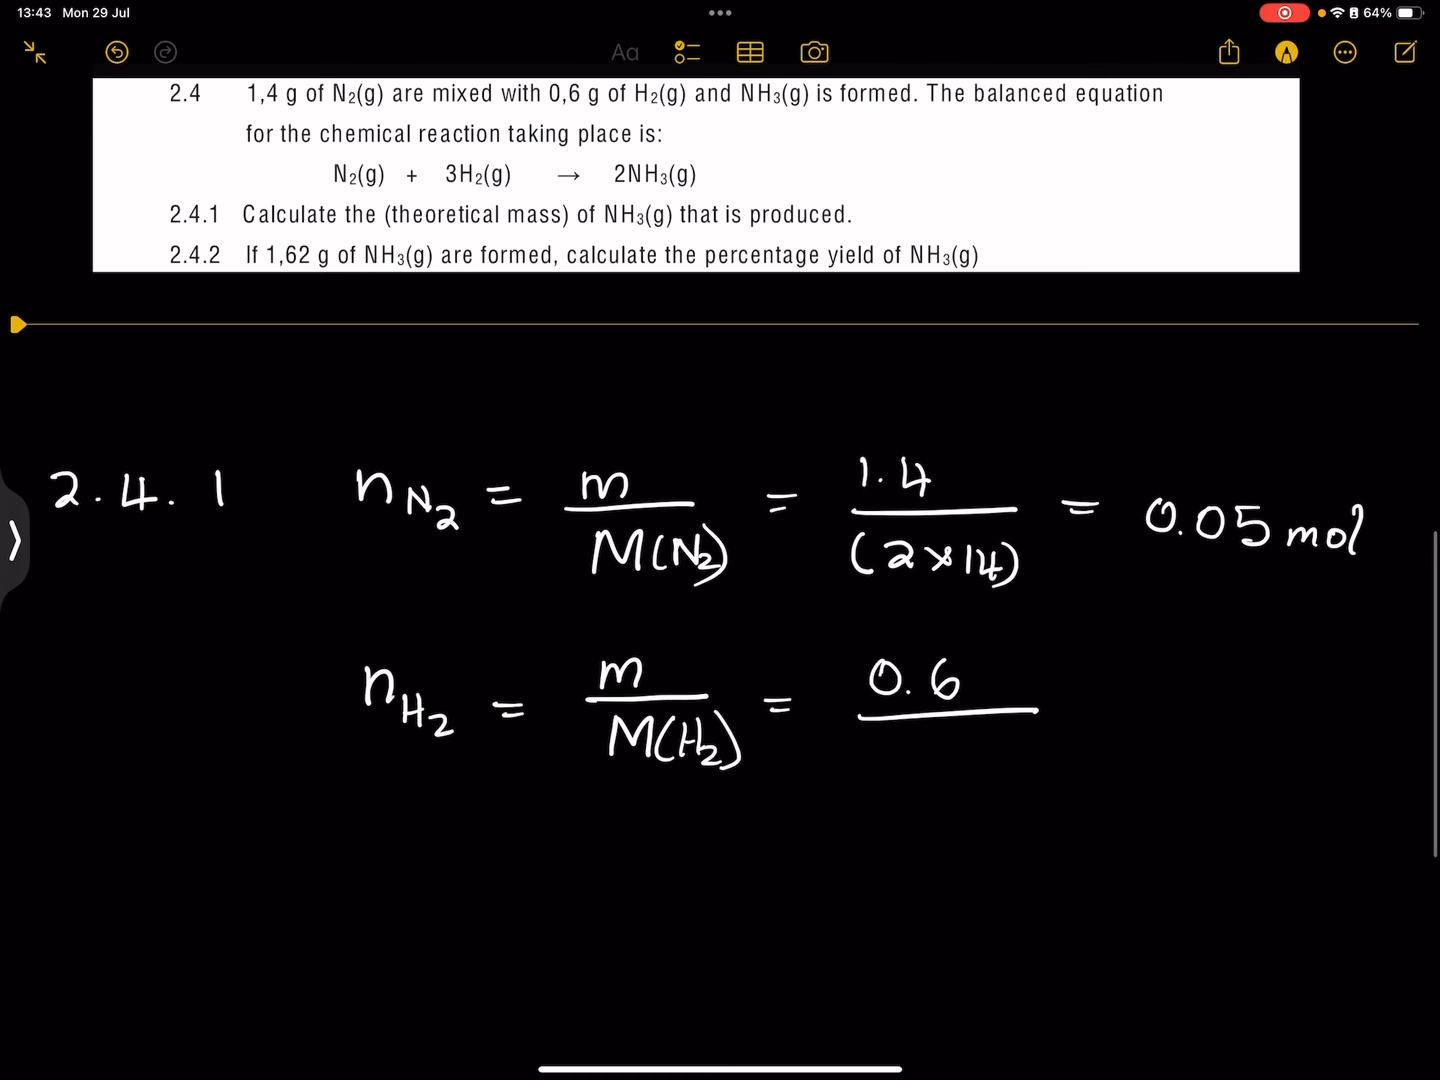 13:43 Mon 29 Jul
64%
Aa
2.4 1,4 g of N2(g) are mixed with 0,6 g of H2(g) and NH3(g) is formed. The balanced equation
for the chemical reaction taking place is:
N2(g) + 3H2(g) → 2NH3(g)
2.4.1 Calculate the (theoretical mass) of NH3(g) that is produced.
2.4.2 If 1,62 g of NH3(g) are formed, calculate the percentage yield of NH3(g)
2.4.1 nN2 = m / M(N2) = 1.4 / (2×14) = 0.05 mol
nH2 = m / M(H2) = 0.6